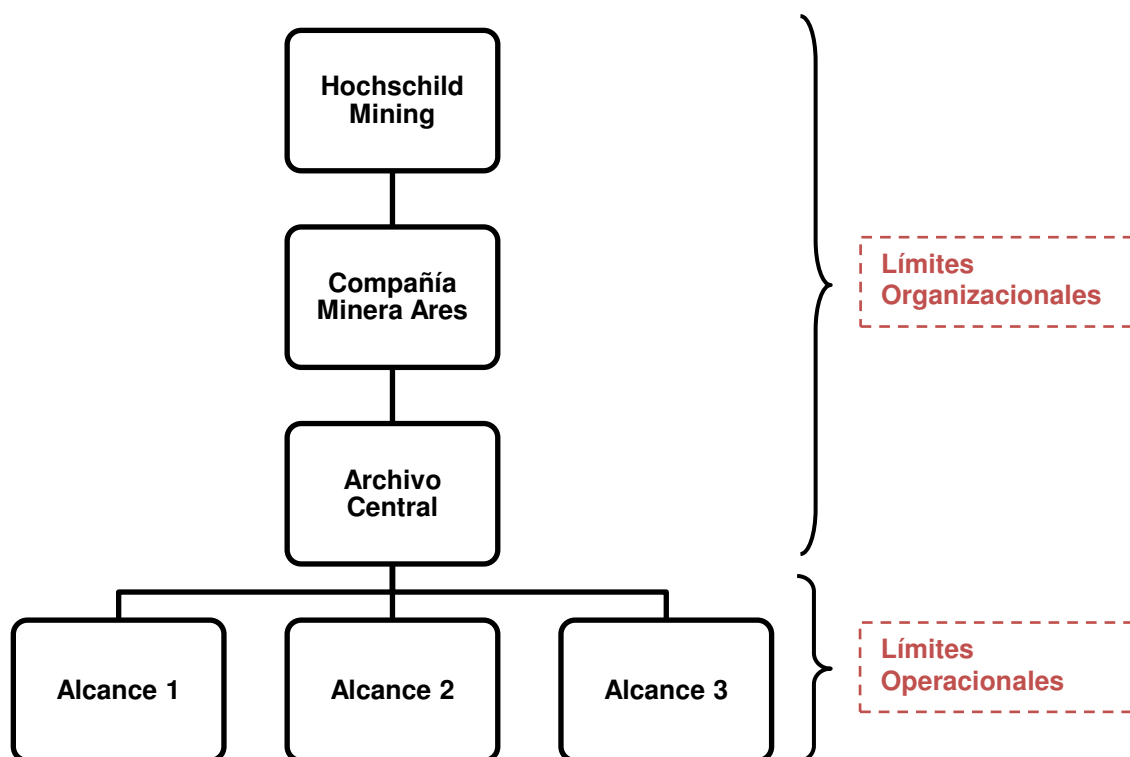 Hochschild
Mining
Compañía
Minera Ares
Límites
Organizacionales
Archivo
Central
Alcance 1
Alcance 2
Alcance 3
Límites
Operacionales